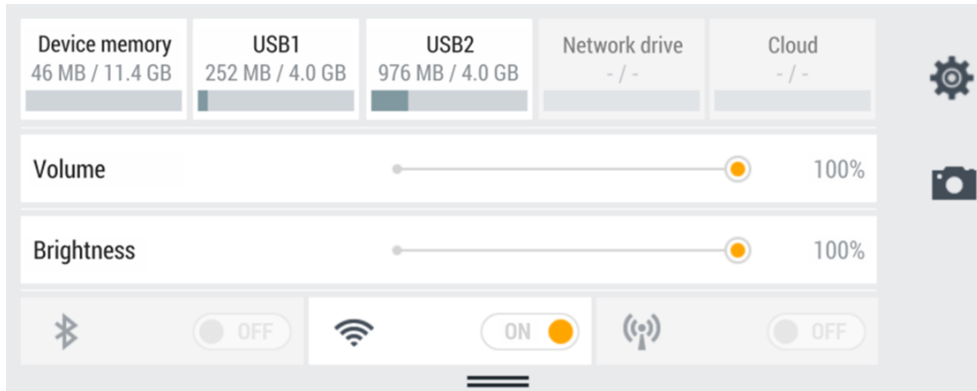 Device memory
46 MB / 11.4 GB
USB1
252 MB / 4.0 GB
USB2
976 MB / 4.0 GB
Network drive
- / -
Cloud
- / -
Volume
100%
Brightness
100%
OFF
ON
OFF